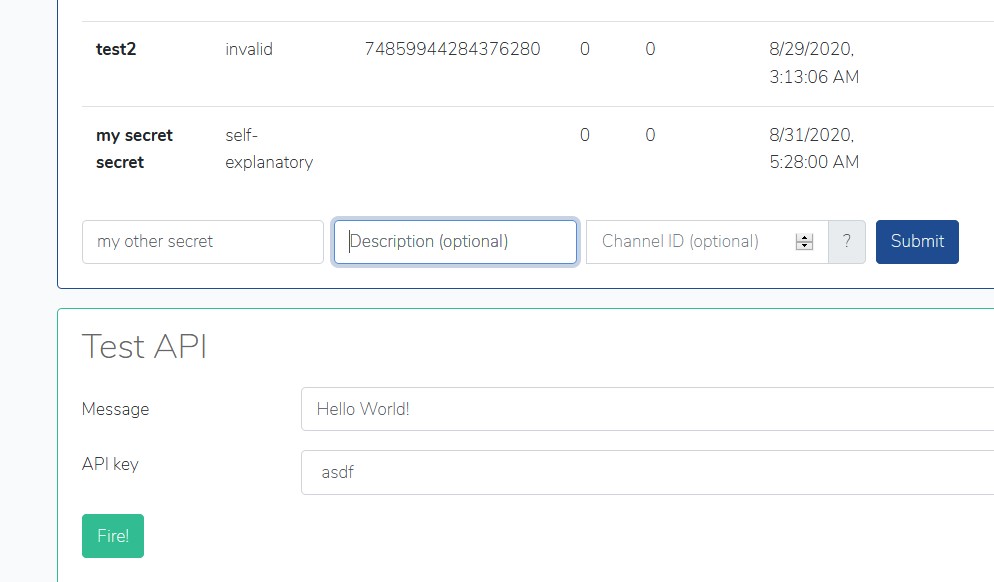 test2 invalid 74859944284376280 0 0 8/29/2020,
3:13:06 AM
my secret self- 0 0 8/31/2020,
secret explanatory 5:28:00 AM
my other secret Description (optional) Channel ID (optional) ? Submit
Test API
Message Hello World!
API key asdf
Fire!